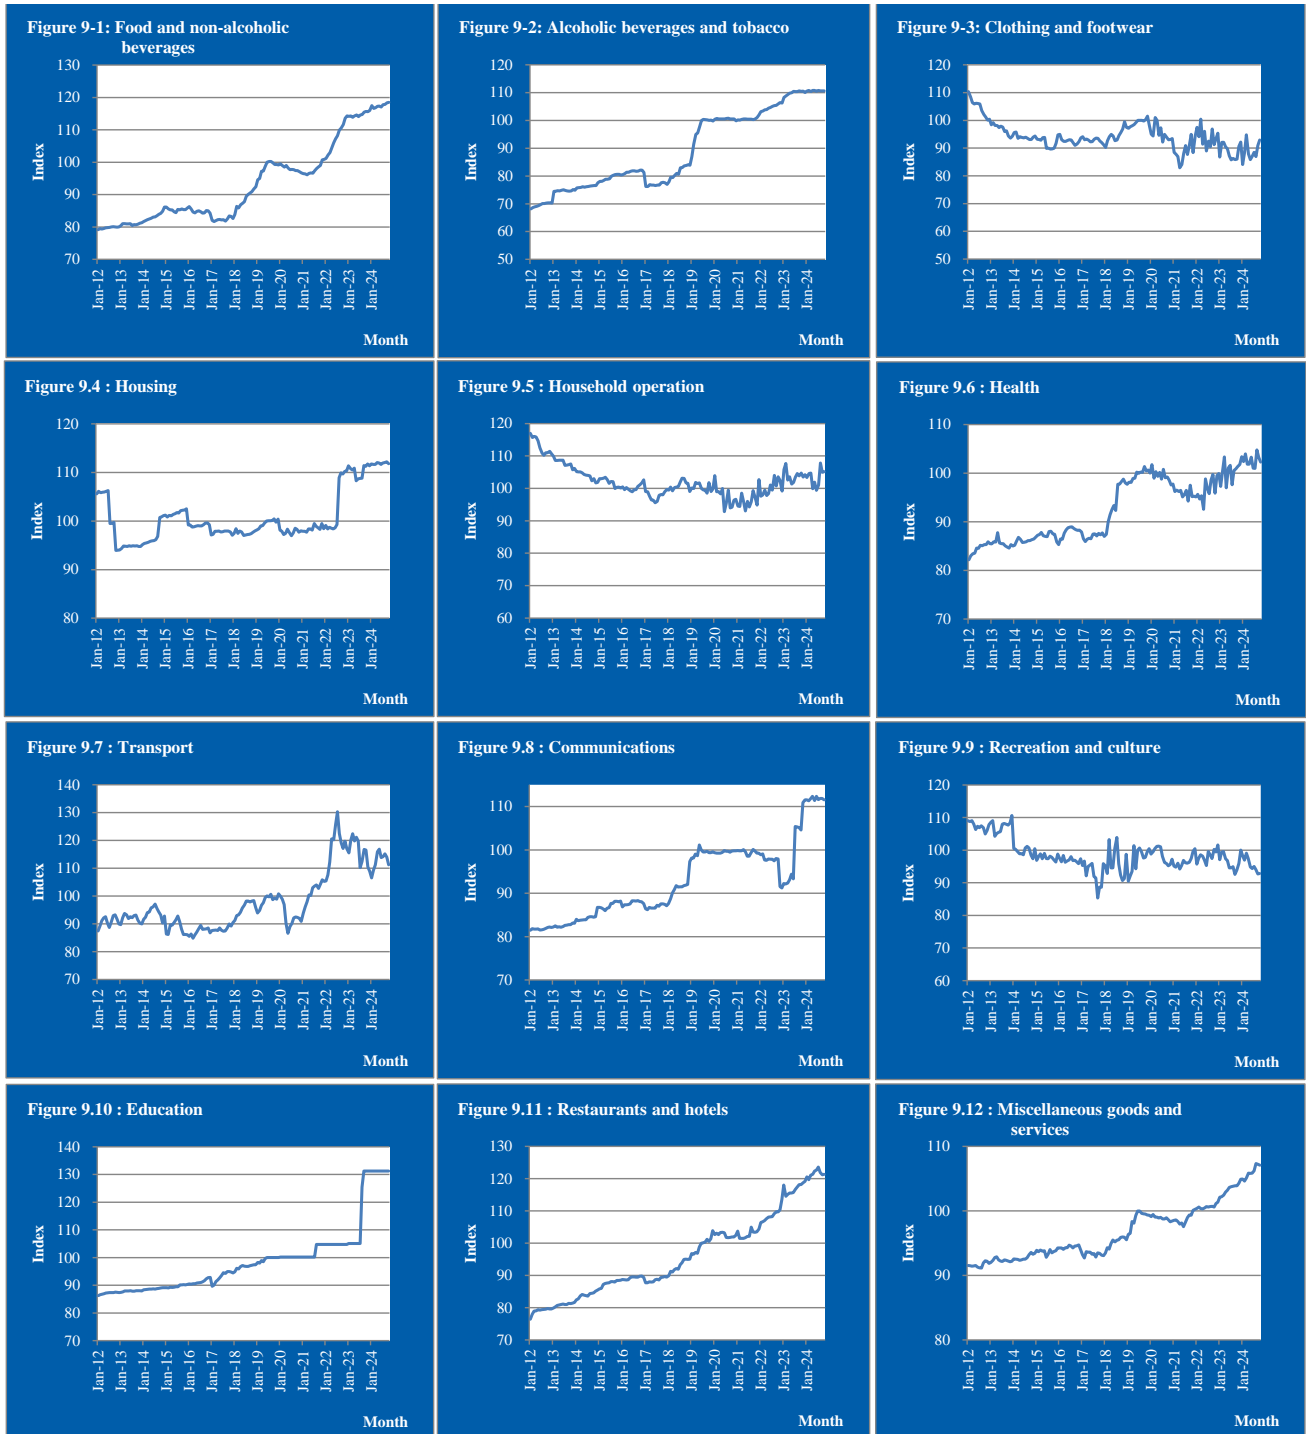 Figure 9-1: Food and non-alcoholic
beverages
130
120
110
100
90
80
70
Index
Jan-12
Jan-13
Jan-14
Jan-15
Jan-16
Jan-17
Jan-18
Jan-19
Jan-20
Jan-21
Jan-22
Jan-23
Jan-24
Month
Figure 9-2: Alcoholic beverages and tobacco
120
110
100
90
80
70
60
50
Index
Jan-12
Jan-13
Jan-14
Jan-15
Jan-16
Jan-17
Jan-18
Jan-19
Jan-20
Jan-21
Jan-22
Jan-23
Jan-24
Month
Figure 9-3: Clothing and footwear
120
110
100
90
80
70
60
50
Index
Jan-12
Jan-13
Jan-14
Jan-15
Jan-16
Jan-17
Jan-18
Jan-19
Jan-20
Jan-21
Jan-22
Jan-23
Jan-24
Month
Figure 9.4 : Housing
120
110
100
90
80
Index
Jan-12
Jan-13
Jan-14
Jan-15
Jan-16
Jan-17
Jan-18
Jan-19
Jan-20
Jan-21
Jan-22
Jan-23
Jan-24
Month
Figure 9.5 : Household operation
120
110
100
90
80
70
60
Index
Jan-12
Jan-13
Jan-14
Jan-15
Jan-16
Jan-17
Jan-18
Jan-19
Jan-20
Jan-21
Jan-22
Jan-23
Jan-24
Month
Figure 9.6 : Health
110
100
90
80
70
Index
Jan-12
Jan-13
Jan-14
Jan-15
Jan-16
Jan-17
Jan-18
Jan-19
Jan-20
Jan-21
Jan-22
Jan-23
Jan-24
Month
Figure 9.7 : Transport
140
130
120
110
100
90
80
70
Index
Jan-12
Jan-13
Jan-14
Jan-15
Jan-16
Jan-17
Jan-18
Jan-19
Jan-20
Jan-21
Jan-22
Jan-23
Jan-24
Month
Figure 9.8 : Communications
110
100
90
80
70
Index
Jan-12
Jan-13
Jan-14
Jan-15
Jan-16
Jan-17
Jan-18
Jan-19
Jan-20
Jan-21
Jan-22
Jan-23
Jan-24
Month
Figure 9.9 : Recreation and culture
120
110
100
90
80
70
60
Index
Jan-12
Jan-13
Jan-14
Jan-15
Jan-16
Jan-17
Jan-18
Jan-19
Jan-20
Jan-21
Jan-22
Jan-23
Jan-24
Month
Figure 9.10 : Education
140
130
120
110
100
90
80
70
Index
Jan-12
Jan-13
Jan-14
Jan-15
Jan-16
Jan-17
Jan-18
Jan-19
Jan-20
Jan-21
Jan-22
Jan-23
Jan-24
Month
Figure 9.11 : Restaurants and hotels
130
120
110
100
90
80
70
Index
Jan-12
Jan-13
Jan-14
Jan-15
Jan-16
Jan-17
Jan-18
Jan-19
Jan-20
Jan-21
Jan-22
Jan-23
Jan-24
Month
Figure 9.12 : Miscellaneous goods and
services
110
100
90
80
Index
Jan-12
Jan-13
Jan-14
Jan-15
Jan-16
Jan-17
Jan-18
Jan-19
Jan-20
Jan-21
Jan-22
Jan-23
Jan-24
Month